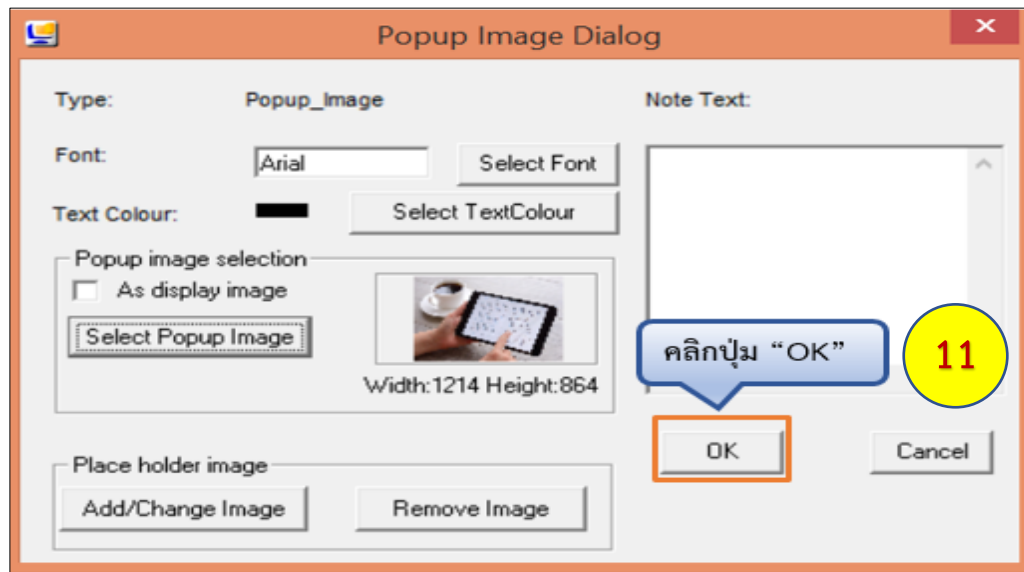 Popup Image Dialog
Type: Popup_Image
Note Text:
Font: Arial Select Font
Text Colour: Select TextColour
Popup image selection
As display image
Select Popup Image
Width:1214 Height:864
คลิกปุ่ม “OK”
11
OK Cancel
Place holder image
Add/Change Image Remove Image